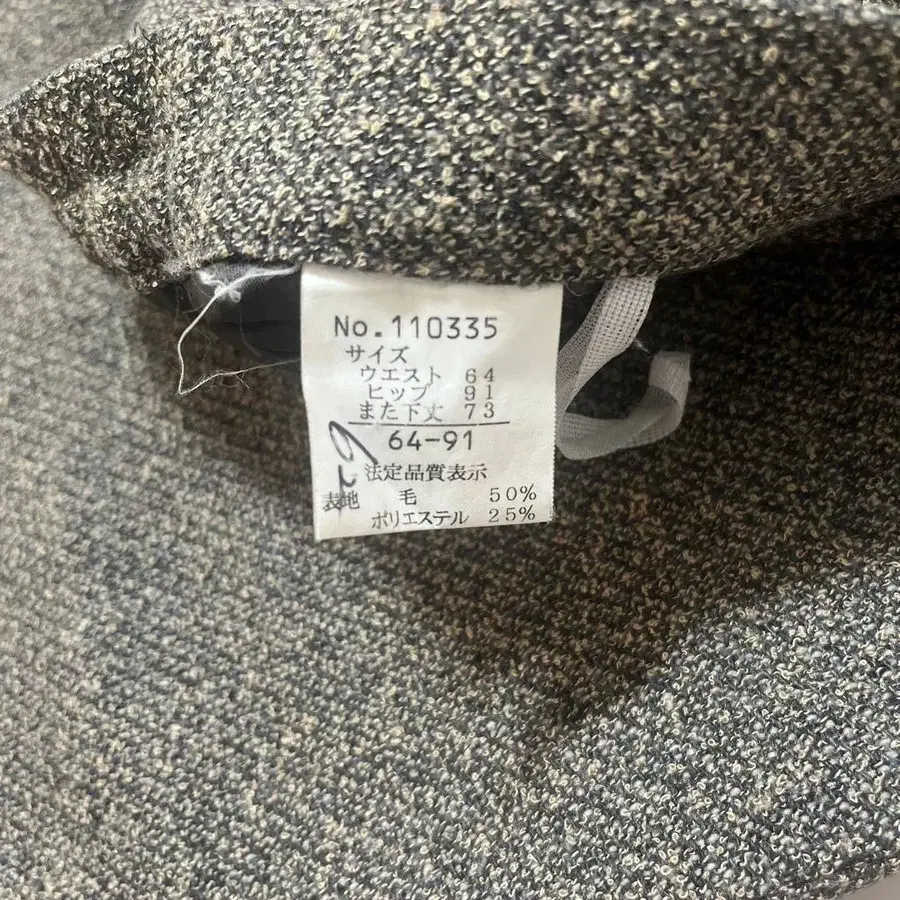 No.110335
サイズ
ウエスト 64
ヒップ 91
また下丈 73
64-91
法定品質表示
表地 毛 50%
ポリエステル 25%